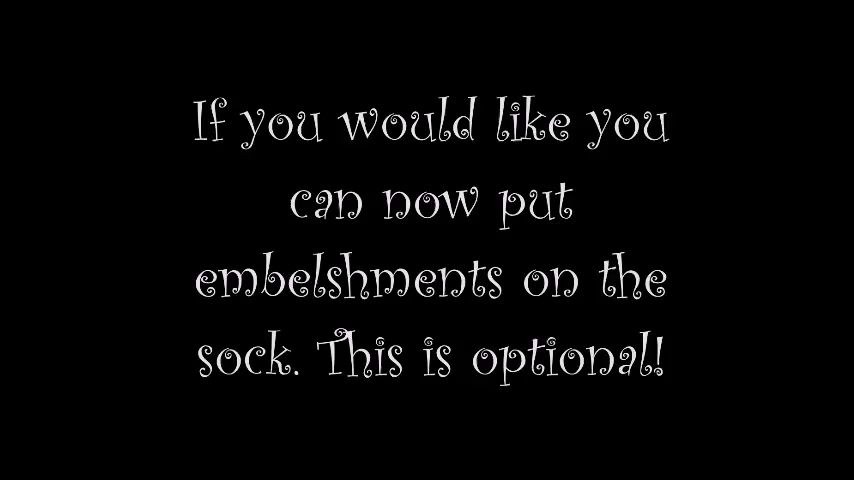 If you would like you
can now put
embelshments on the
sock. This is optional!